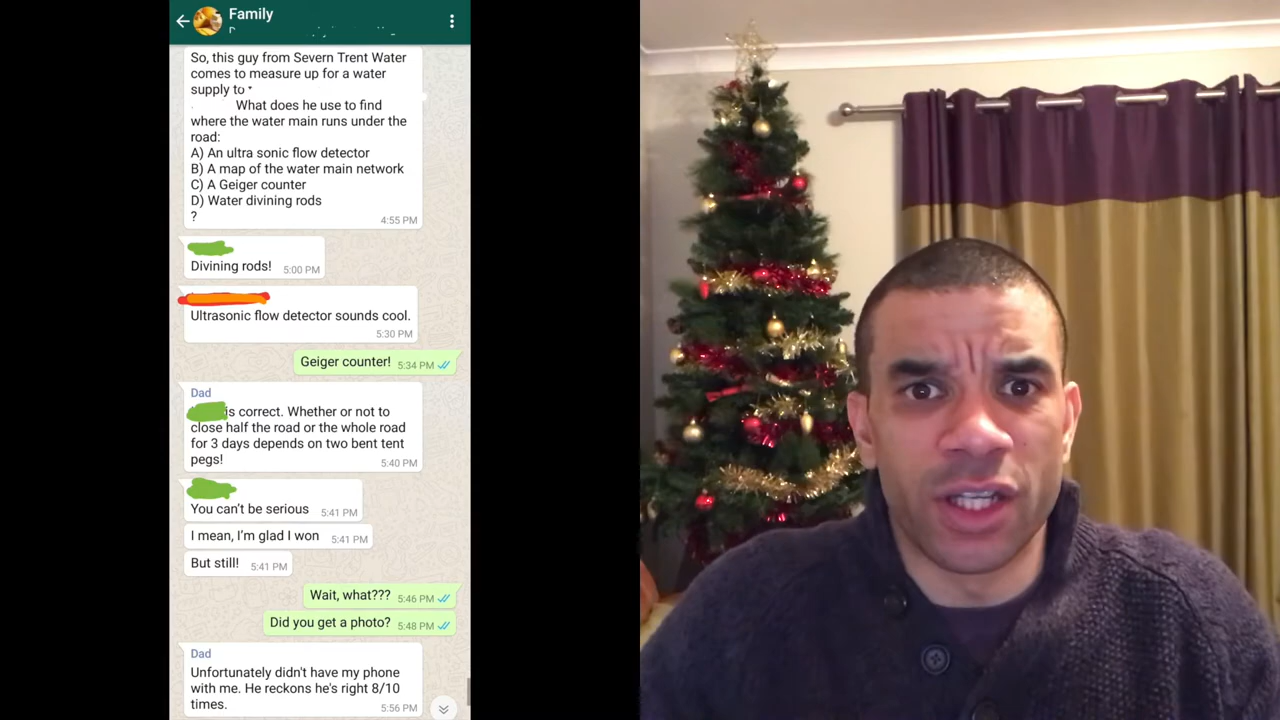 Family
So, this guy from Severn Trent Water
comes to measure up for a water
supply to
What does he use to find
where the water main runs under the
road:
A) An ultra sonic flow detector
B) A map of the water main network
C) A Geiger counter
D) Water divining rods
?
4:55 PM
Divining rods!
5:00 PM
Ultrasonic flow detector sounds cool.
5:30 PM
Geiger counter!
5:34 PM
Dad
is correct. Whether or not to
close half the road or the whole road
for 3 days depends on two bent tent
pegs!
5:40 PM
You can't be serious
5:41 PM
I mean, I'm glad I won
5:41 PM
But still!
5:41 PM
Wait, what???
5:46 PM
Did you get a photo?
5:48 PM
Dad
Unfortunately didn't have my phone
with me. He reckons he's right 8/10
times.
5:56 PM